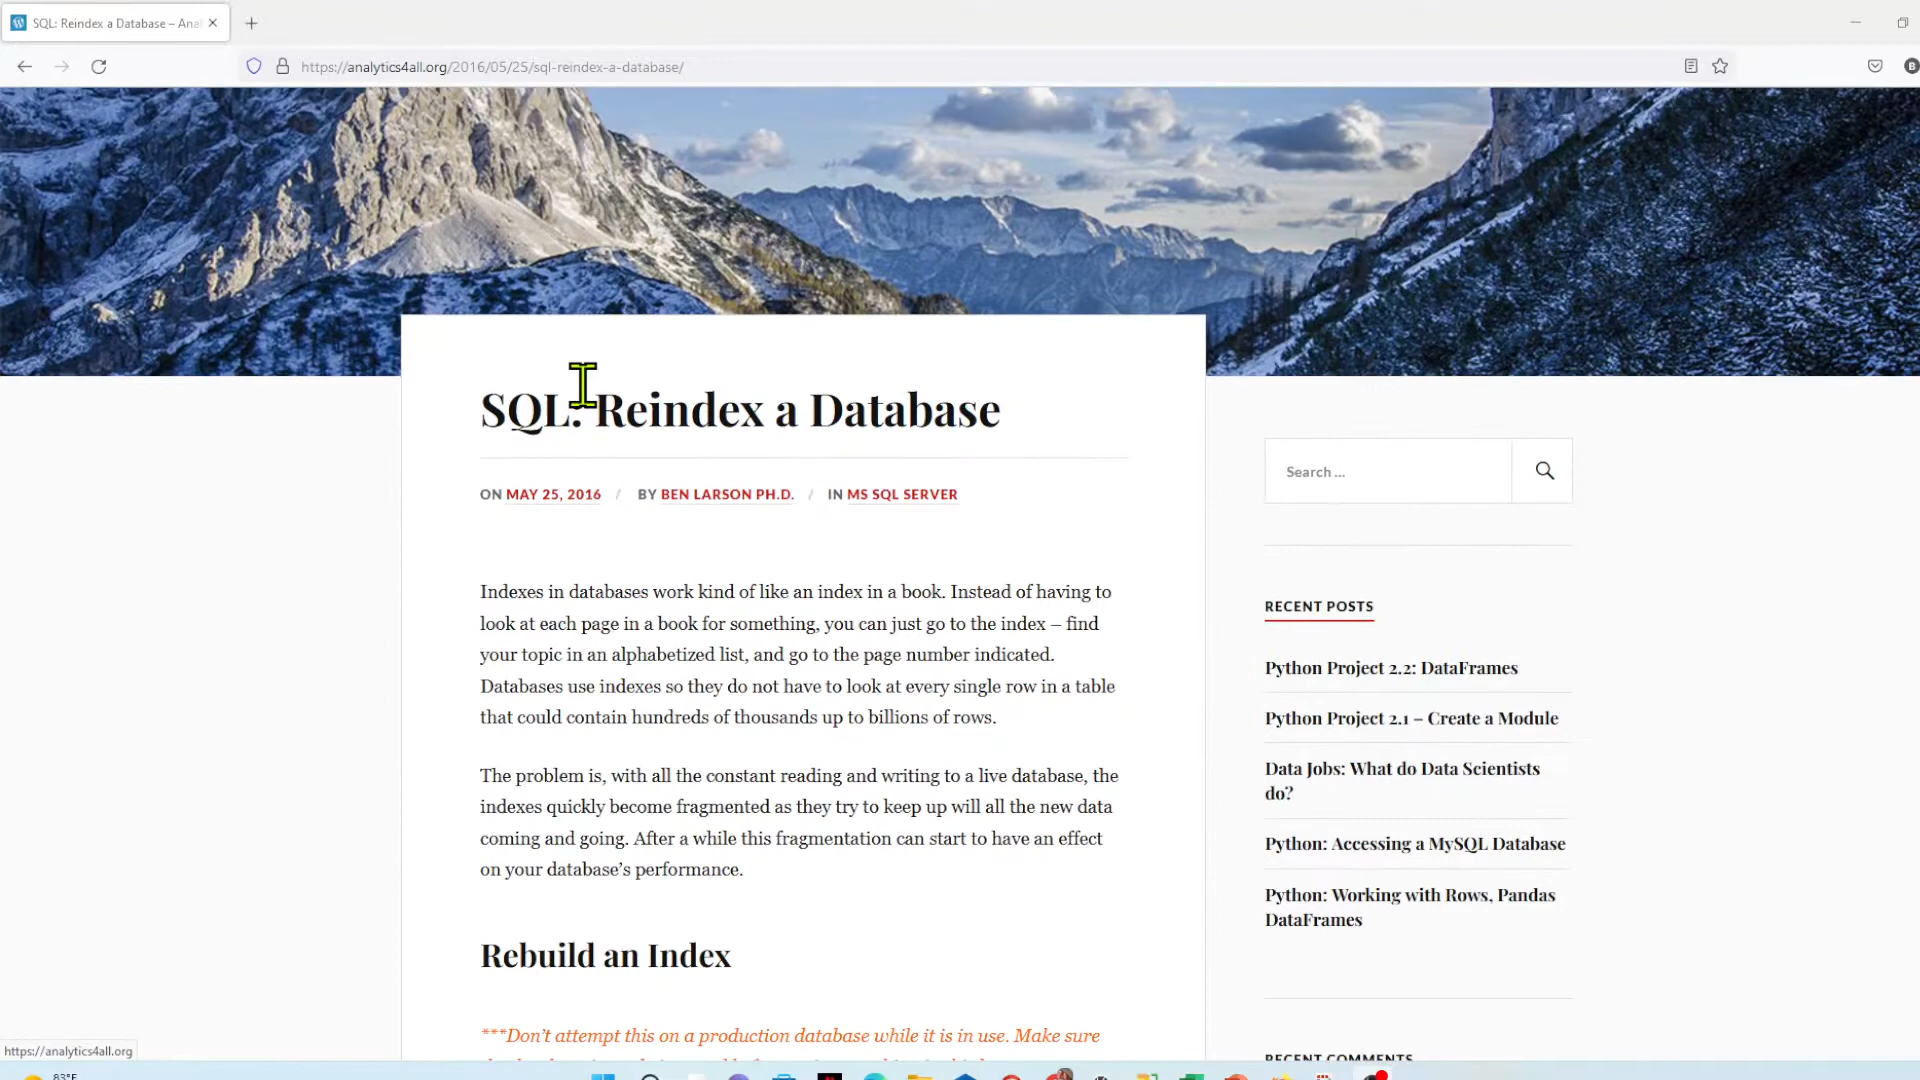 SQL: Reindex a Database – Ana
https://analytics4all.org/2016/05/25/sql-reindex-a-database/
B
SQL: Reindex a Database
ON MAY 25, 2016 / BY BEN LARSON PH.D. / IN MS SQL SERVER
Indexes in databases work kind of like an index in a book. Instead of having to
look at each page in a book for something, you can just go to the index – find
your topic in an alphabetized list, and go to the page number indicated.
Databases use indexes so they do not have to look at every single row in a table
that could contain hundreds of thousands up to billions of rows.
The problem is, with all the constant reading and writing to a live database, the
indexes quickly become fragmented as they try to keep up will all the new data
coming and going. After a while this fragmentation can start to have an effect
on your database’s performance.
Rebuild an Index
***Don’t attempt this on a production database while it is in use. Make sure
Search …
RECENT POSTS
Python Project 2.2: DataFrames
Python Project 2.1 – Create a Module
Data Jobs: What do Data Scientists
do?
Python: Accessing a MySQL Database
Python: Working with Rows, Pandas
DataFrames
RECENT COMMENTS
https://analytics4all.org
83°F